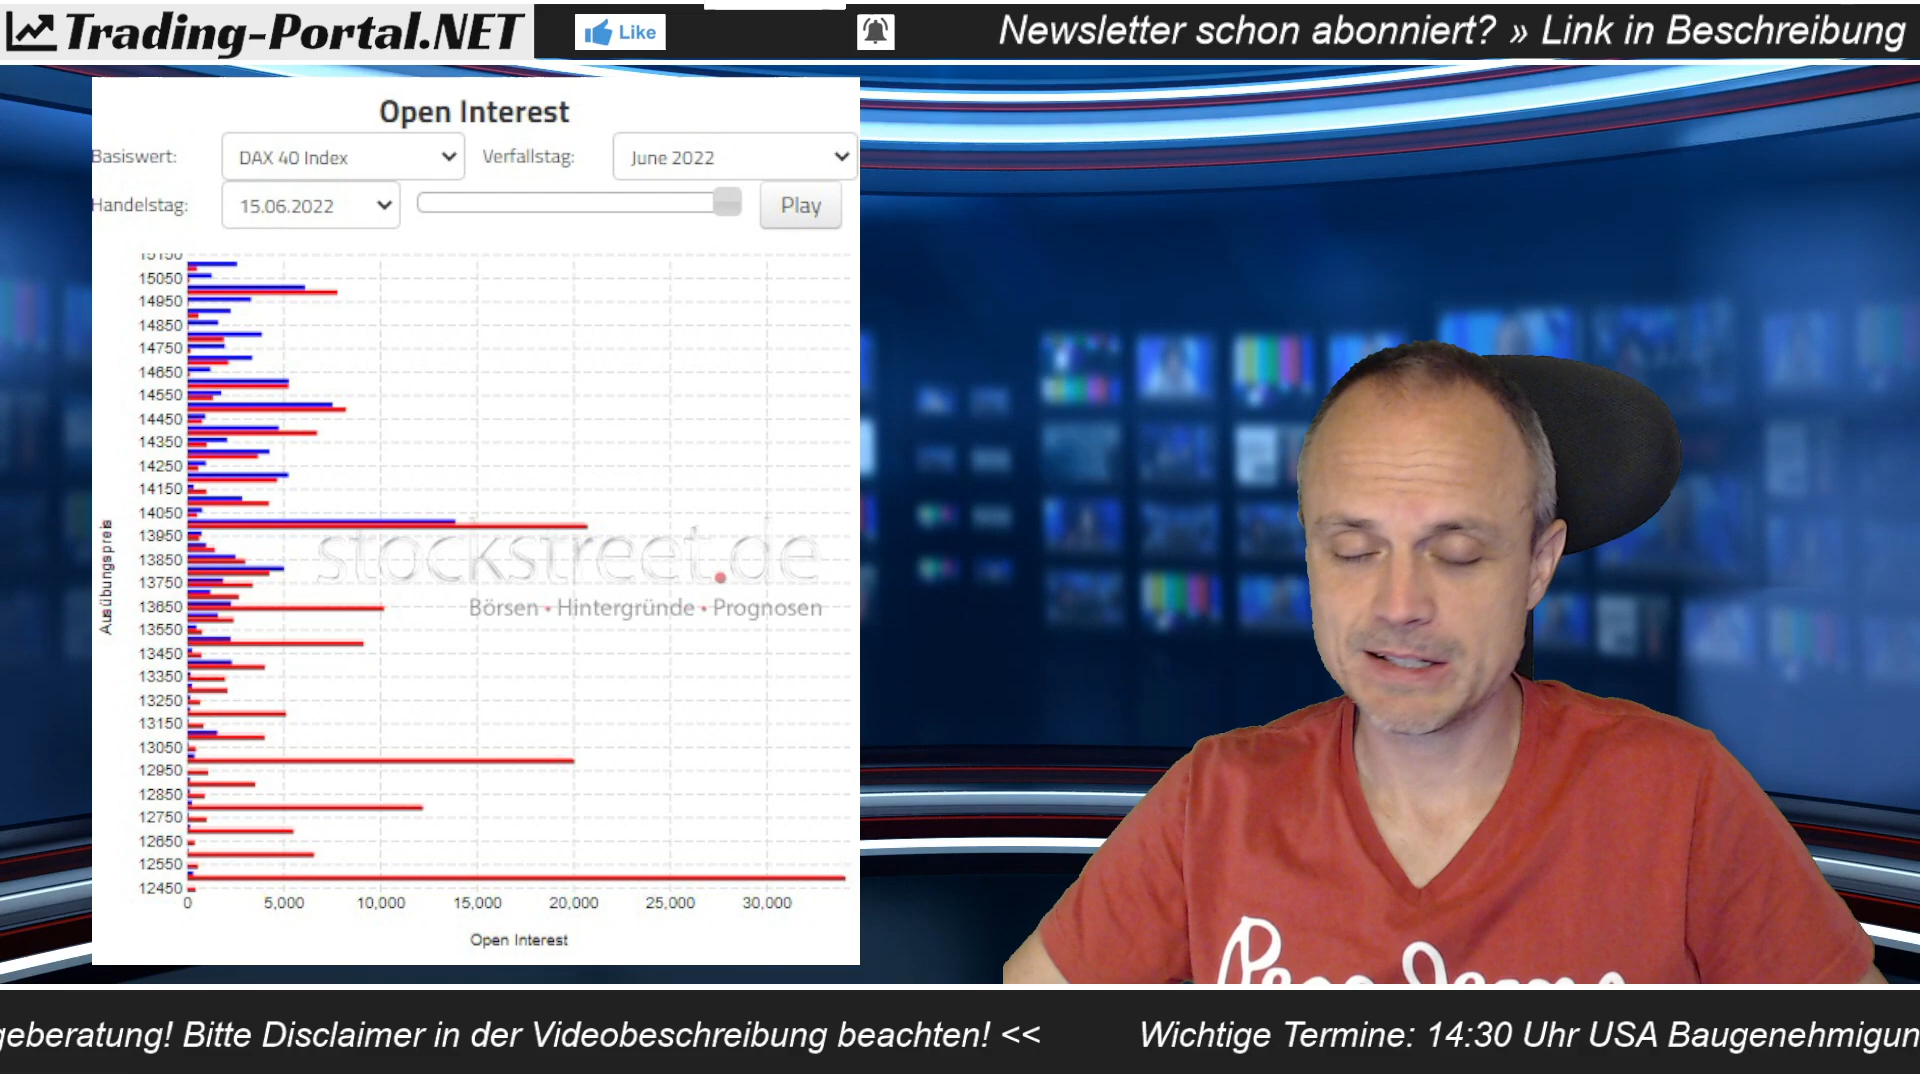 Trading-Portal.NET
Like
Newsletter schon abonniert? » Link in Beschreibung
Open Interest
Basiswert:
DAX 40 Index
Verfallstag:
June 2022
Handelstag:
15.06.2022
Play
15150
15050
14950
14850
14750
14650
14550
14450
14350
14250
14150
14050
13950
13850
13750
13650
13550
13450
13350
13250
13150
13050
12950
12850
12750
12650
12550
12450
Ausübungspreis
stockstreet.de
Börsen • Hintergründe • Prognosen
0 5,000 10,000 15,000 20,000 25,000 30,000
Open Interest
geberatung! Bitte Disclaimer in der Videobeschreibung beachten! << Wichtige Termine: 14:30 Uhr USA Baugenehmigun